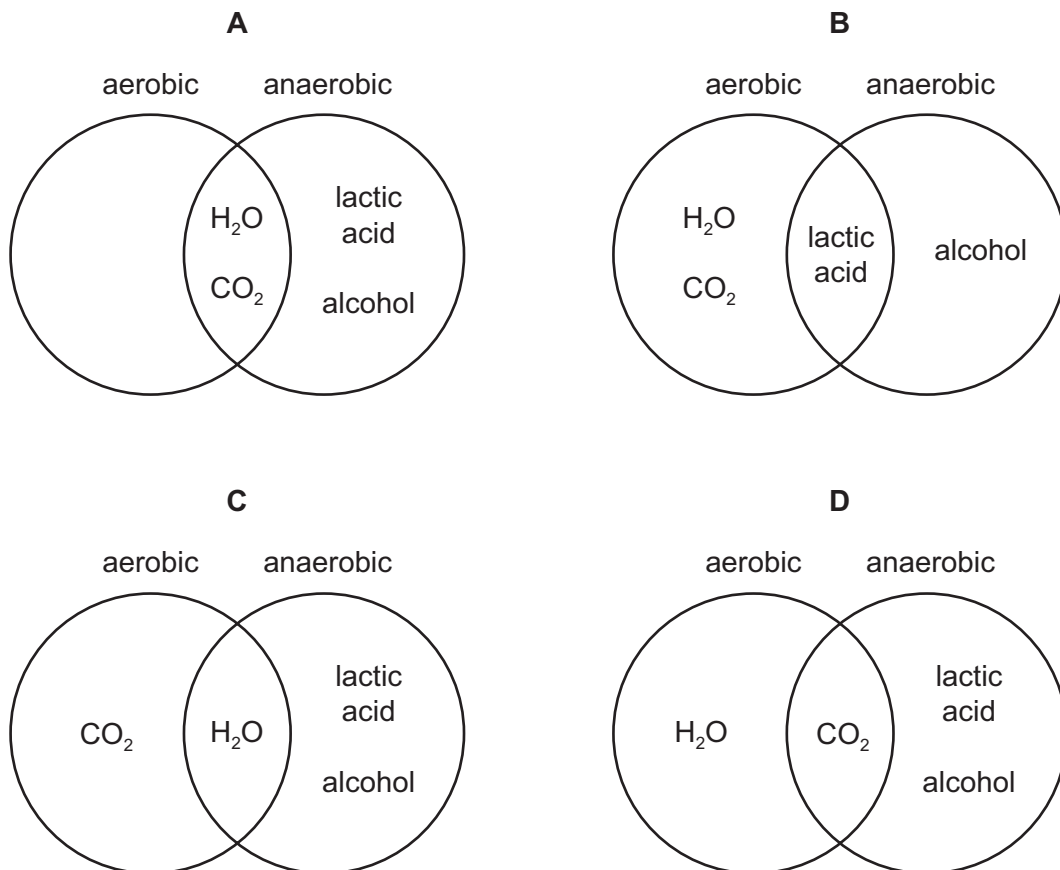 A
aerobic anaerobic
H₂O
CO₂
lactic
acid
alcohol
B
aerobic anaerobic
H₂O
CO₂
lactic
acid
alcohol
C
aerobic anaerobic
CO₂
H₂O
lactic
acid
alcohol
D
aerobic anaerobic
H₂O
CO₂
lactic
acid
alcohol